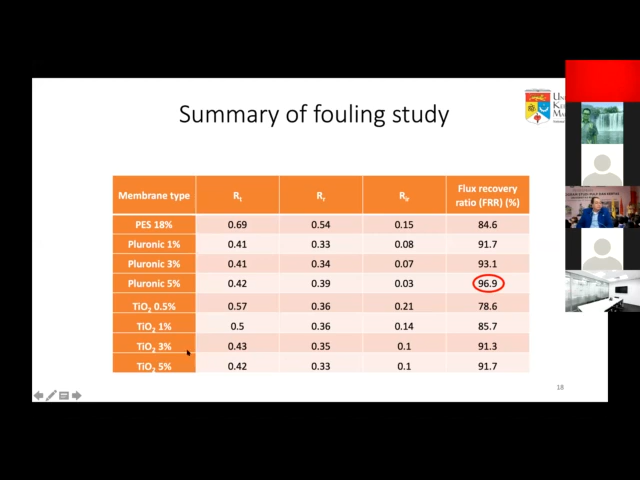 Summary of fouling study
Membrane type Rt Rr Rir Flux recovery ratio (FRR) (%)
PES 18% 0.69 0.54 0.15 84.6
Pluronic 1% 0.41 0.33 0.08 91.7
Pluronic 3% 0.41 0.34 0.07 93.1
Pluronic 5% 0.42 0.39 0.03 96.9
TiO2 0.5% 0.57 0.36 0.21 78.6
TiO2 1% 0.5 0.36 0.14 85.7
TiO2 3% 0.43 0.35 0.1 91.3
TiO2 5% 0.42 0.33 0.1 91.7
18